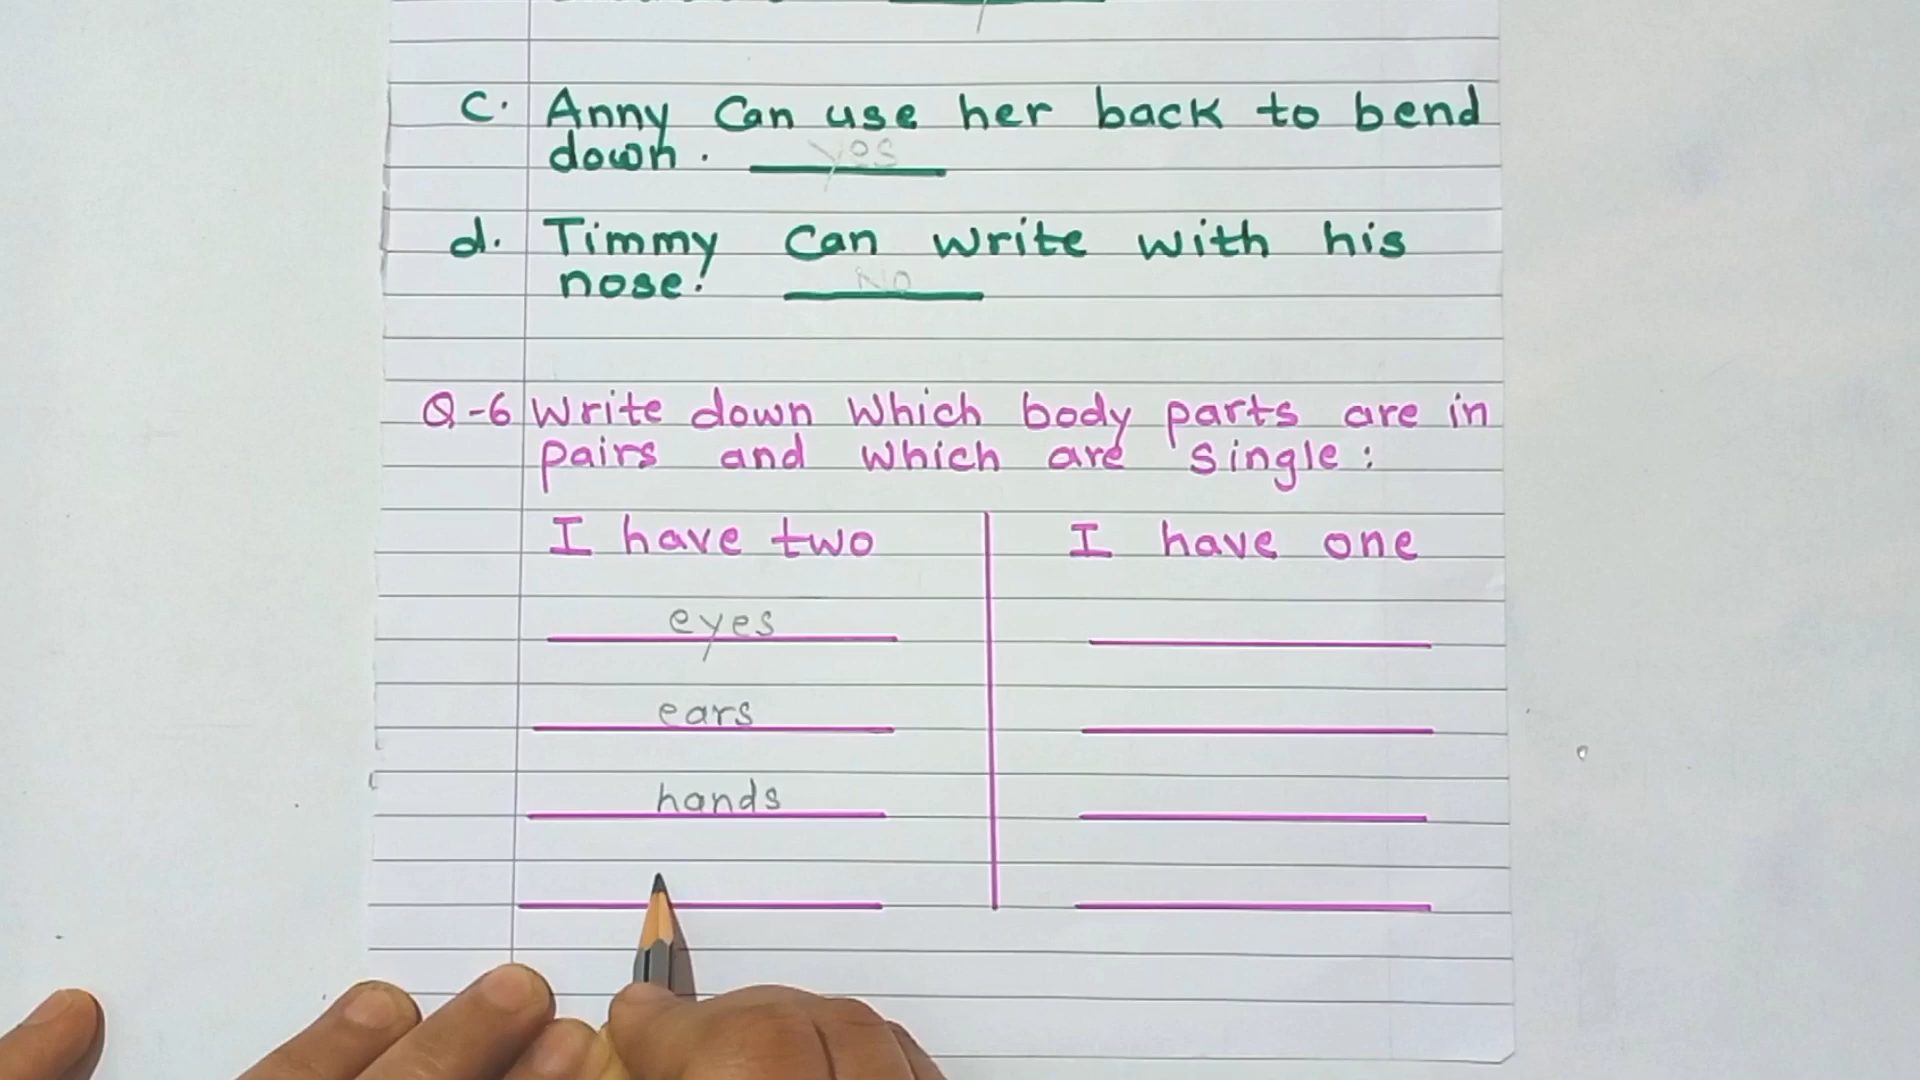 c. Anny Can use her back to bend
down. yes
d. Timmy Can write with his
nose! No
Q-6 Write down which body parts are in
pairs and which are single:
I have two I have one
eyes
ears
hands